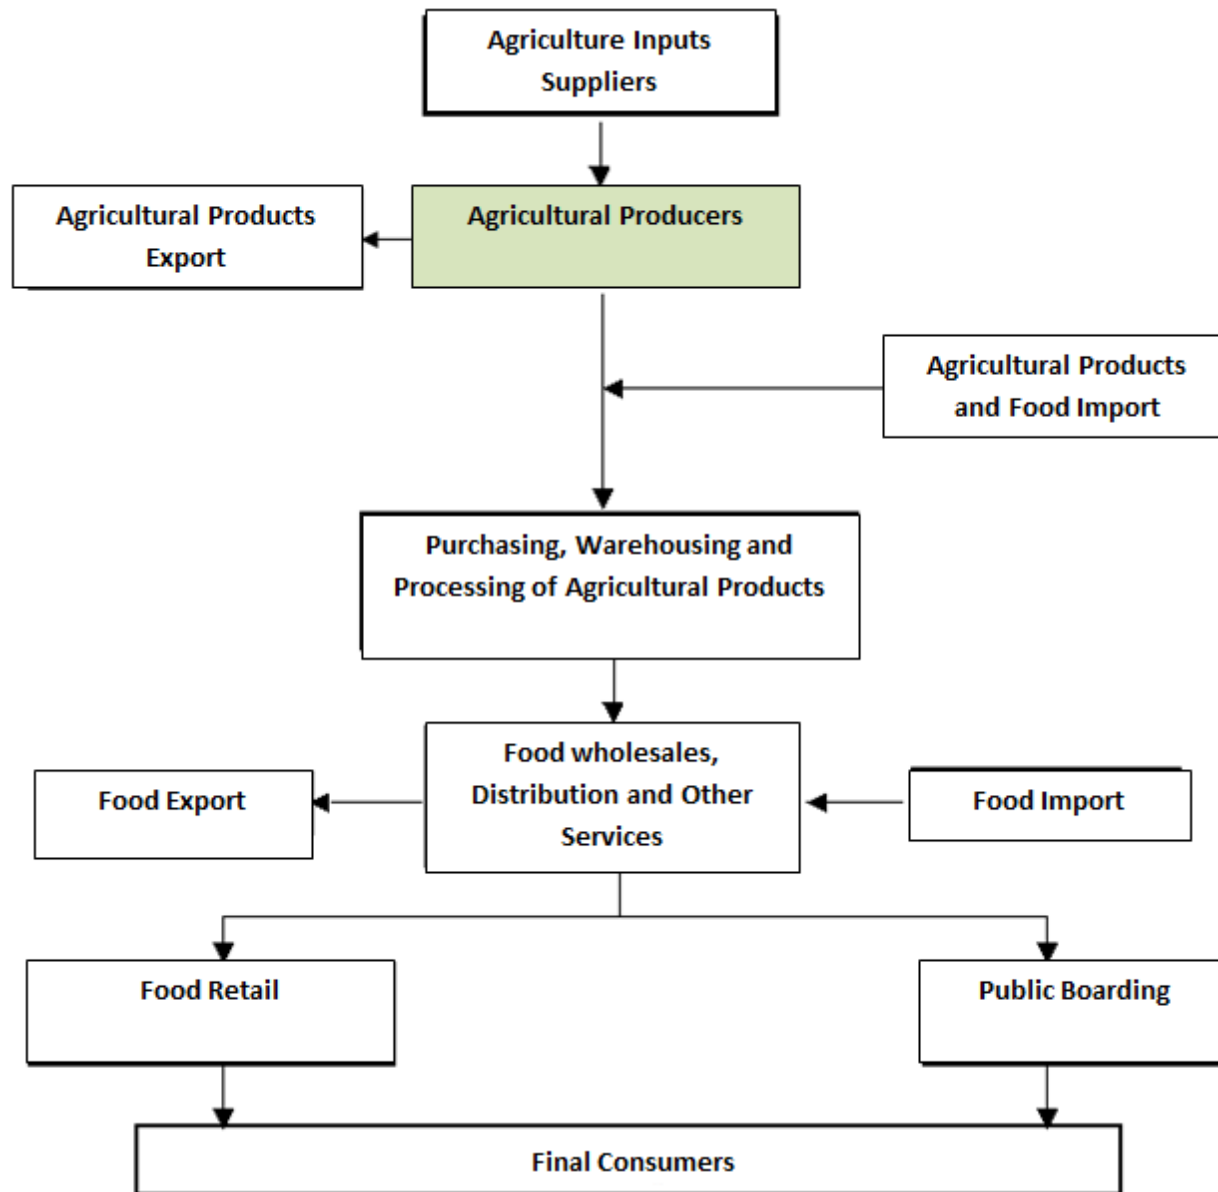 Agriculture Inputs
Suppliers
Agricultural Products
Export
Agricultural Producers
Agricultural Products
and Food Import
Purchasing, Warehousing and
Processing of Agricultural Products
Food Export
Food wholesales,
Distribution and Other
Services
Food Import
Food Retail
Public Boarding
Final Consumers